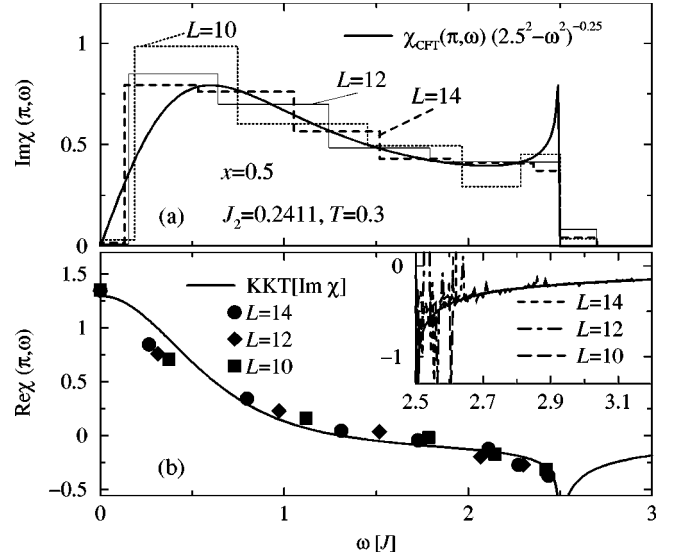 L=10
χCFT(π,ω) (2.5²−ω²)^−0.25
L=12
L=14
x=0.5
(a)
J₂=0.2411, T=0.3
Imχ (π,ω)
1
0.5
0
KKT[Im χ]
L=14
L=12
L=10
(b)
Reχ (π,ω)
1.5
1
0.75
0.5
0
−0.5
0
−1
L=14
L=12
L=10
2.5 2.7 2.9 3.1
0 1 2 3
ω [J]